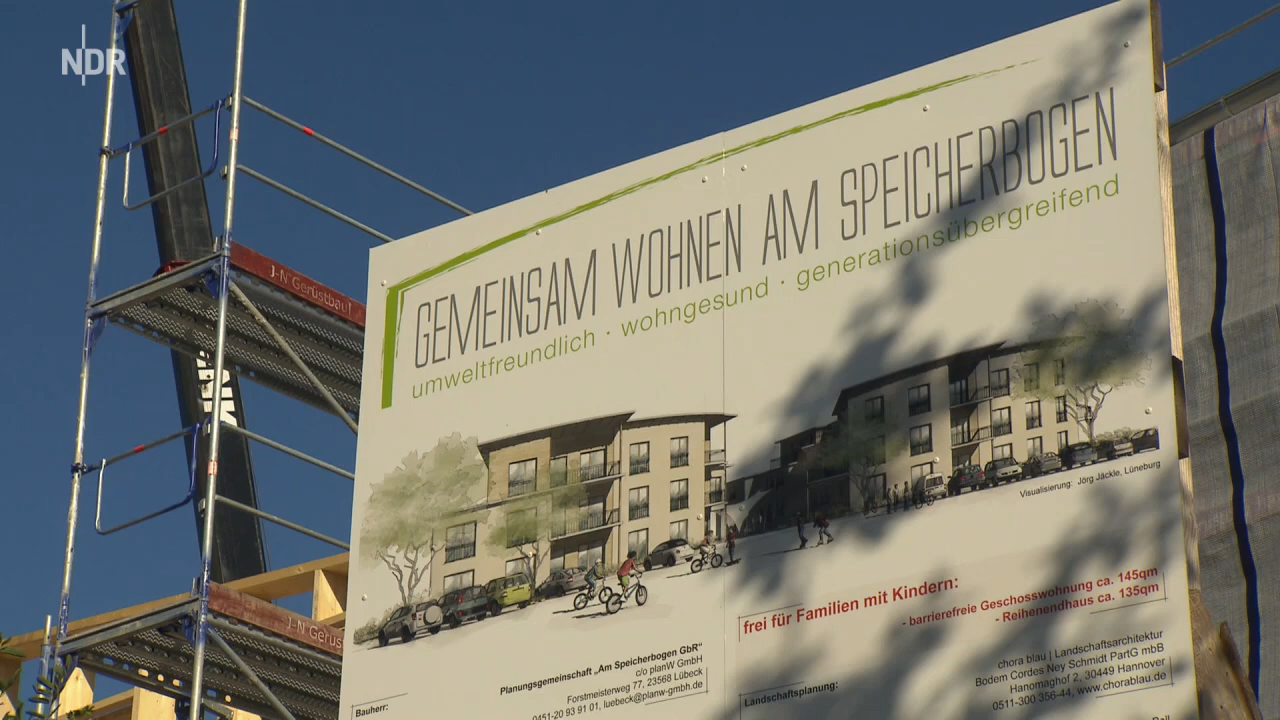 NDR
J-N Gerüstbau
GEMEINSAM WOHNEN AM SPEICHERBOGEN
umweltfreundlich · wohngesund · generationsübergreifend
Visualisierung: Jörg Jäckle, Lüneburg
frei für Familien mit Kindern:
- barrierefreie Geschosswohnung ca. 145qm
- Reihenendhaus ca. 135qm
Planungsgemeinschaft „Am Speicherbogen GbR"
c/o planW GmbH
Forstmeisterweg 77, 23568 Lübeck
0451-20 93 91 01, luebeck@planw-gmbh.de
Bauherr:
chora blau | Landschaftsarchitektur
Bodem Cordes Ney Schmidt PartG mbB
Hanomaghof 2, 30449 Hannover
0511-300 356-44, www.chorablau.de
Landschaftsplanung:
J-N Gerüs